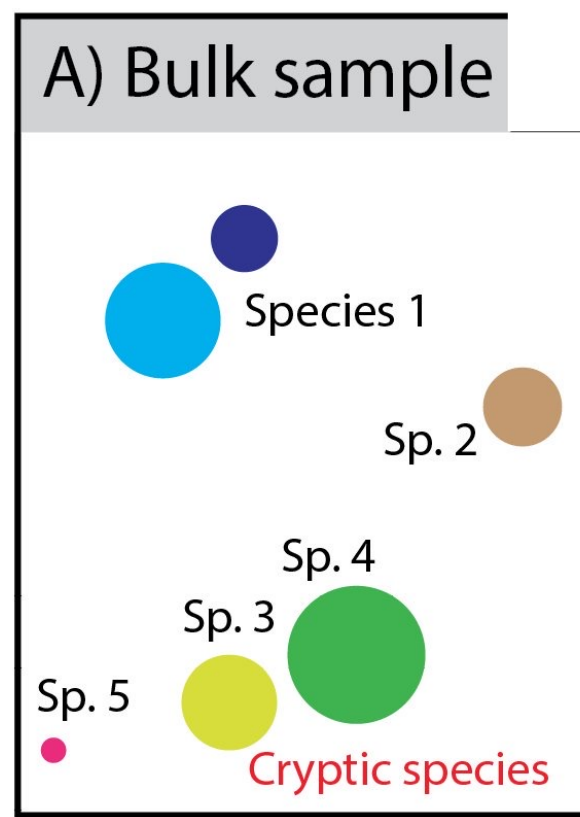 A) Bulk sample
Species 1
Sp. 2
Sp. 4
Sp. 3
Sp. 5
Cryptic species